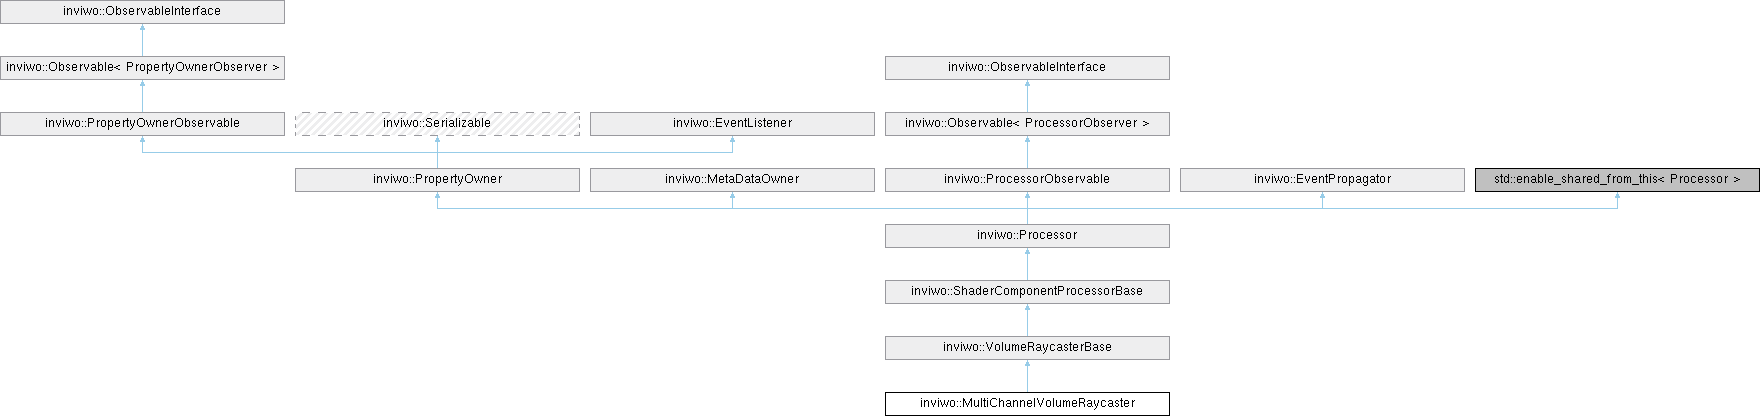 inviwo::ObservableInterface
inviwo::Observable< PropertyOwnerObserver >
inviwo::ObservableInterface
inviwo::PropertyOwnerObservable
inviwo::Serializable
inviwo::EventListener
inviwo::Observable< ProcessorObserver >
inviwo::PropertyOwner
inviwo::MetaDataOwner
inviwo::ProcessorObservable
inviwo::EventPropagator
std::enable_shared_from_this< Processor >
inviwo::Processor
inviwo::ShaderComponentProcessorBase
inviwo::VolumeRaycasterBase
inviwo::MultiChannelVolumeRaycaster